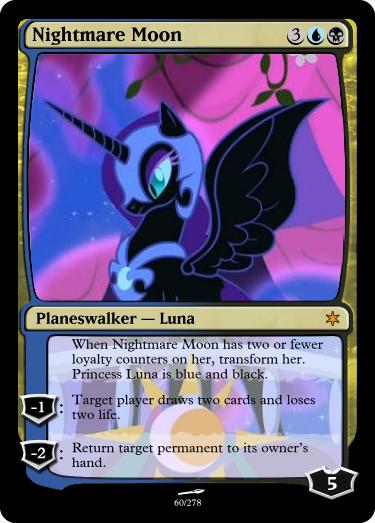 Nightmare Moon 3
Planeswalker — Luna
When Nightmare Moon has two or fewer
loyalty counters on her, transform her.
Princess Luna is blue and black.
-1: Target player draws two cards and loses
two life.
-2: Return target permanent to its owner's
hand.
5
60/278